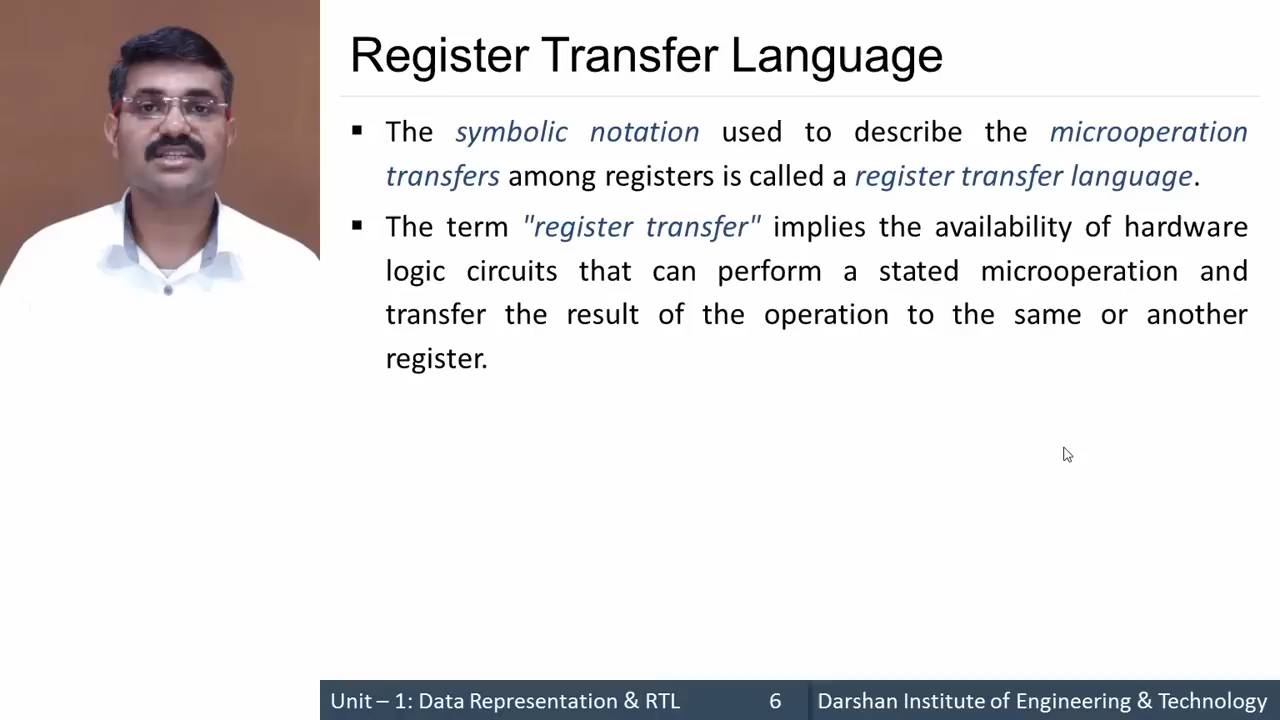 Register Transfer Language
▪ The symbolic notation used to describe the microoperation
transfers among registers is called a register transfer language.
▪ The term "register transfer" implies the availability of hardware
logic circuits that can perform a stated microoperation and
transfer the result of the operation to the same or another
register.
Unit – 1: Data Representation & RTL 6 Darshan Institute of Engineering & Technology